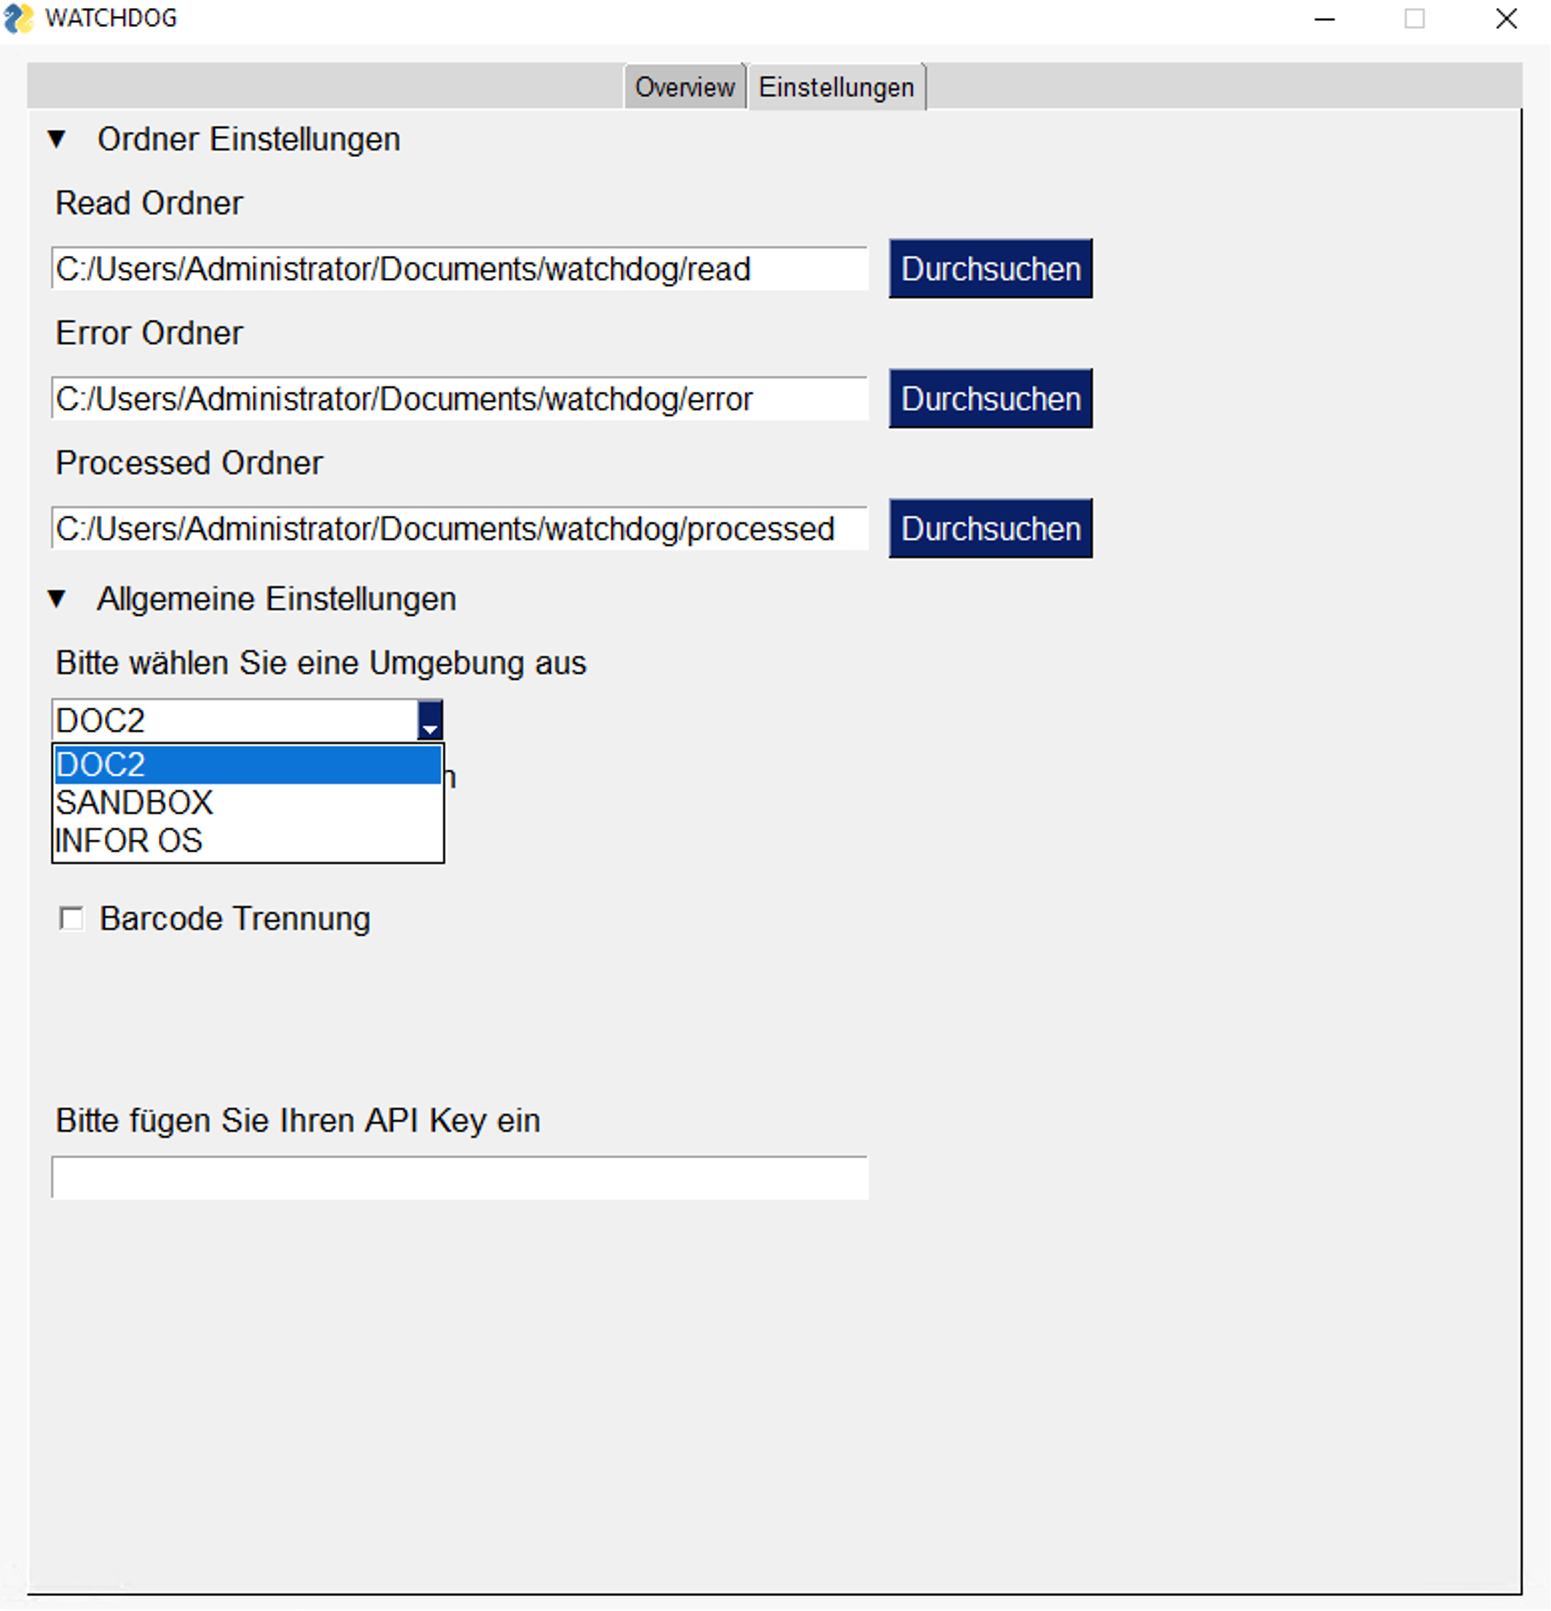 WATCHDOG
Overview Einstellungen
▼ Ordner Einstellungen
Read Ordner
C:/Users/Administrator/Documents/watchdog/read Durchsuchen
Error Ordner
C:/Users/Administrator/Documents/watchdog/error Durchsuchen
Processed Ordner
C:/Users/Administrator/Documents/watchdog/processed Durchsuchen
▼ Allgemeine Einstellungen
Bitte wählen Sie eine Umgebung aus
DOC2
DOC2
SANDBOX
INFOR OS
Barcode Trennung
Bitte fügen Sie Ihren API Key ein